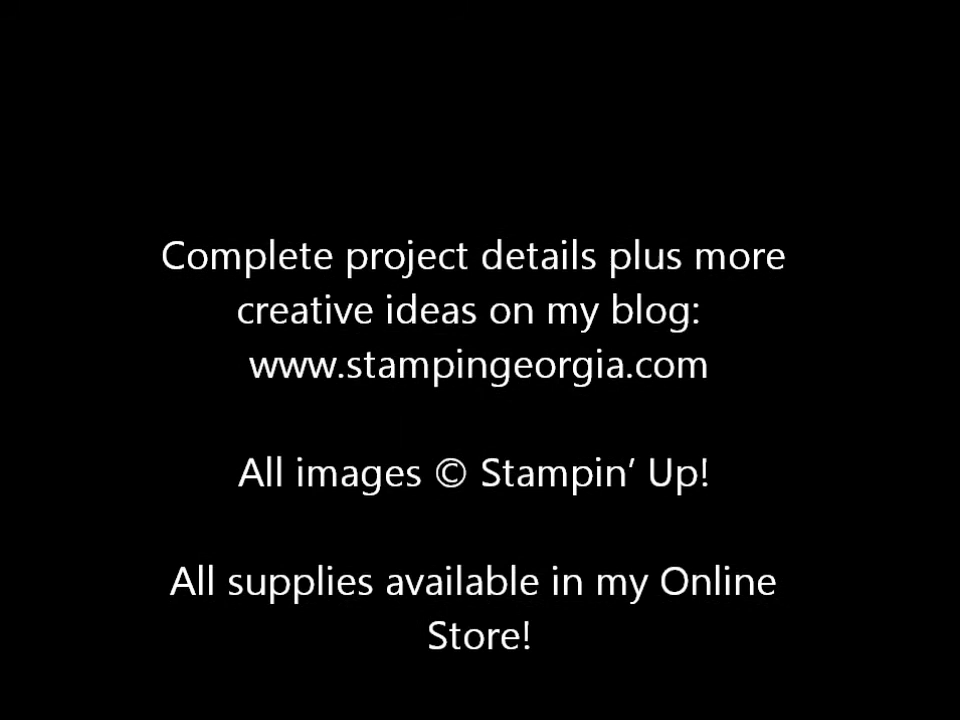 Complete project details plus more
creative ideas on my blog:
www.stampingeorgia.com
All images © Stampin’ Up!
All supplies available in my Online
Store!